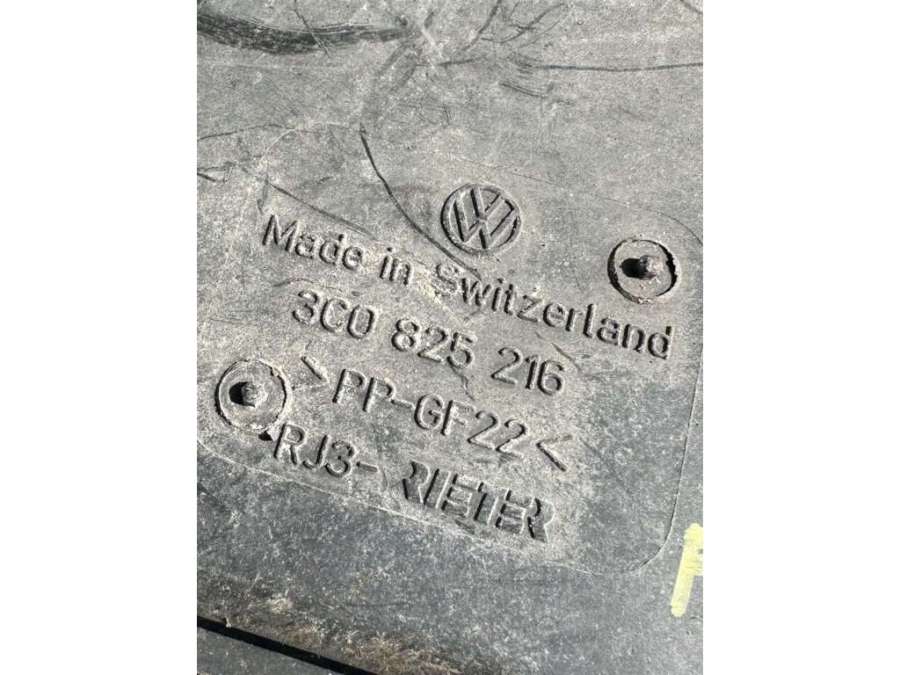 Made in Switzerland
3C0 825 216
>PP-GF22<
RJ3- RIETER